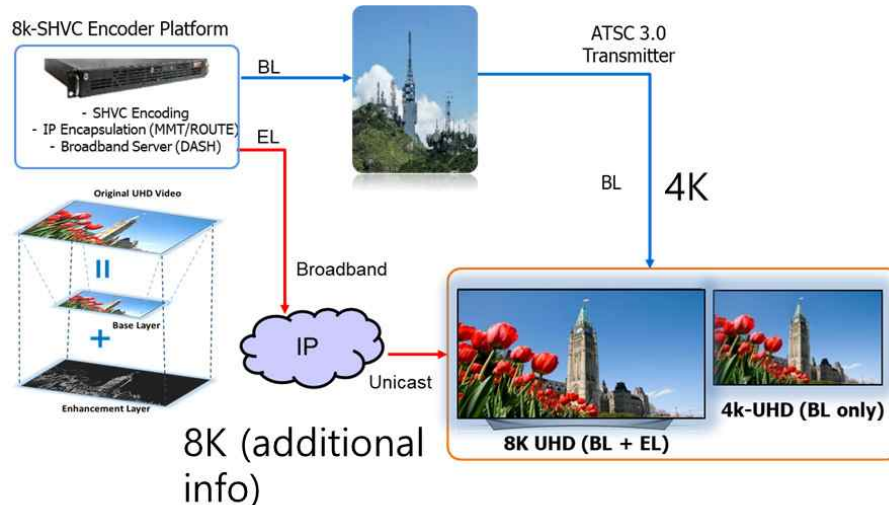 8k-SHVC Encoder Platform
- SHVC Encoding
- IP Encapsulation (MMT/ROUTE)
- Broadband Server (DASH)
BL
EL
ATSC 3.0
Transmitter
BL
4K
Original UHD Video
Base Layer
Enhancement Layer
Broadband
IP
Unicast
8K (additional
info)
8K UHD (BL + EL)
4k-UHD (BL only)